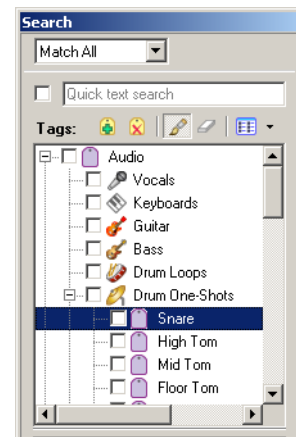 Search
Match All
Quick text search
Tags:
Audio
Vocals
Keyboards
Guitar
Bass
Drum Loops
Drum One-Shots
Snare
High Tom
Mid Tom
Floor Tom